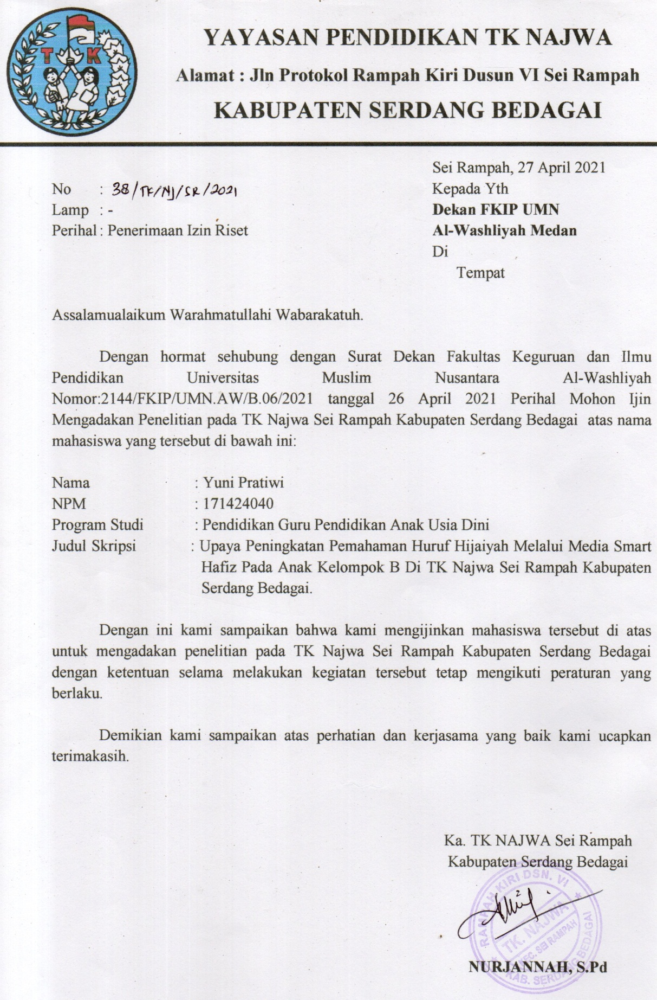 T K
YAYASAN PENDIDIKAN TK NAJWA
Alamat : Jln Protokol Rampah Kiri Dusun VI Sei Rampah
KABUPATEN SERDANG BEDAGAI
Sei Rampah, 27 April 2021
No : 38/TK/NJ/SR/2021
Kepada Yth
Lamp : -
Dekan FKIP UMN
Perihal : Penerimaan Izin Riset
Al-Washliyah Medan
Di
Tempat
Assalamualaikum Warahmatullahi Wabarakatuh.
Dengan hormat sehubung dengan Surat Dekan Fakultas Keguruan dan Ilmu
Pendidikan Universitas Muslim Nusantara Al-Washliyah
Nomor:2144/FKIP/UMN.AW/B.06/2021 tanggal 26 April 2021 Perihal Mohon Ijin
Mengadakan Penelitian pada TK Najwa Sei Rampah Kabupaten Serdang Bedagai atas nama
mahasiswa yang tersebut di bawah ini:
Nama : Yuni Pratiwi
NPM : 171424040
Program Studi : Pendidikan Guru Pendidikan Anak Usia Dini
Judul Skripsi : Upaya Peningkatan Pemahaman Huruf Hijaiyah Melalui Media Smart
Hafiz Pada Anak Kelompok B Di TK Najwa Sei Rampah Kabupaten
Serdang Bedagai.
Dengan ini kami sampaikan bahwa kami mengijinkan mahasiswa tersebut di atas
untuk mengadakan penelitian pada TK Najwa Sei Rampah Kabupaten Serdang Bedagai
dengan ketentuan selama melakukan kegiatan tersebut tetap mengikuti peraturan yang
berlaku.
Demikian kami sampaikan atas perhatian dan kerjasama yang baik kami ucapkan
terimakasih.
Ka. TK NAJWA Sei Rampah
Kabupaten Serdang Bedagai
RAMPAH KIRI DSN. VI
TK. NAJWA
KEC. SEI RAMPAH
KAB. SERDANG BEDAGAI
NURJANNAH, S.Pd